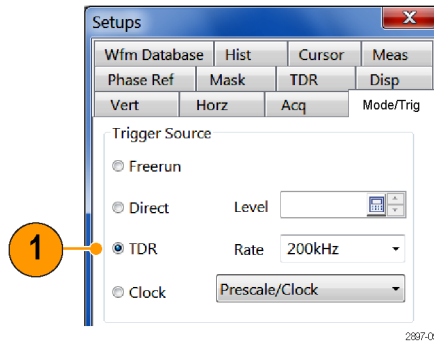 Setups
Wfm Database Hist Cursor Meas
Phase Ref Mask TDR Disp
Vert Horz Acq Mode/Trig
Trigger Source
Freerun
Direct Level
1 TDR Rate 200kHz
Clock Prescale/Clock